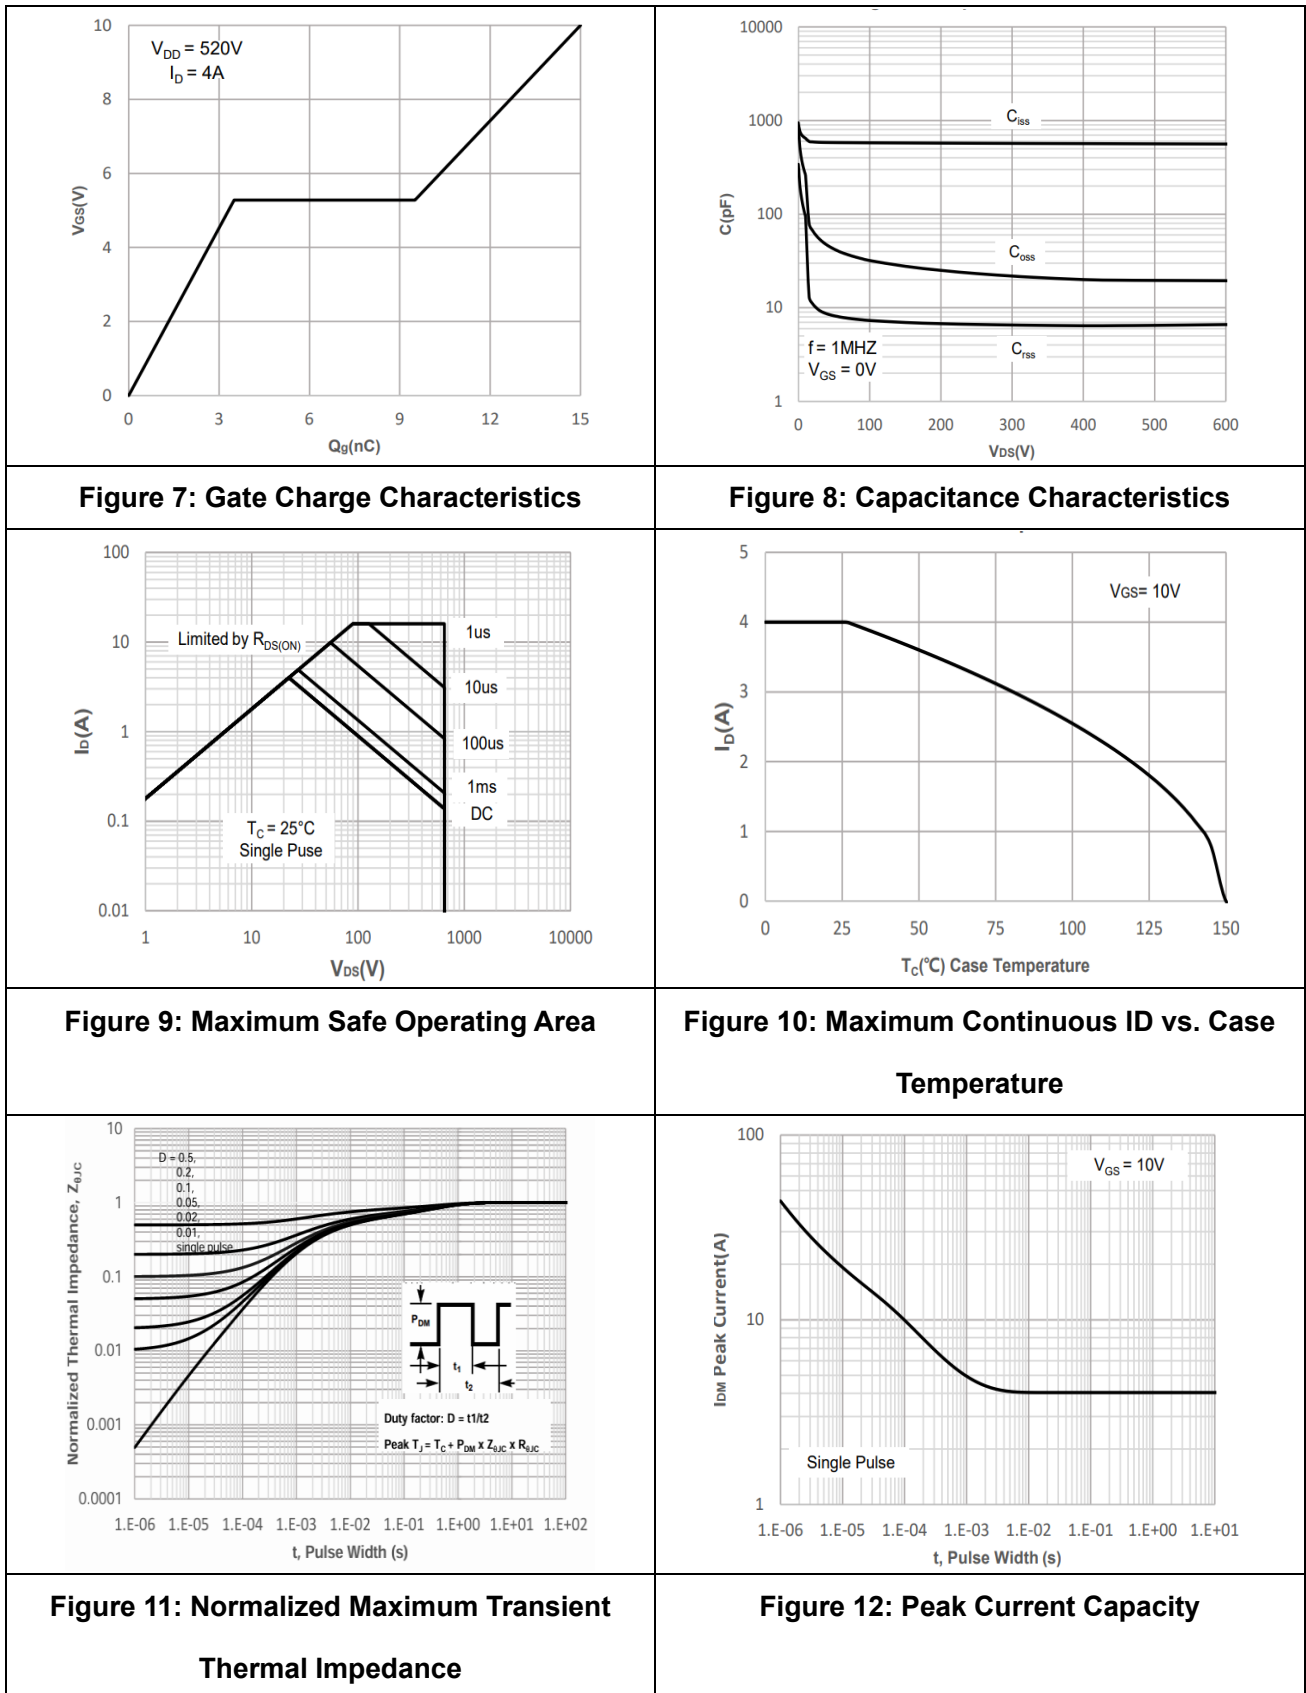 10
8
6
4
2
0
VGS(V)
VDD = 520V
ID = 4A
0 3 6 9 12 15
Qg(nC)
Figure 7: Gate Charge Characteristics
10000
1000
100
10
1
C(pF)
Ciss
Coss
Crss
f = 1MHZ
VGS = 0V
0 100 200 300 400 500 600
VDS(V)
Figure 8: Capacitance Characteristics
100
10
1
0.1
0.01
ID(A)
Limited by RDS(ON)
1us
10us
100us
1ms
DC
TC = 25°C
Single Puse
1 10 100 1000 10000
VDS(V)
Figure 9: Maximum Safe Operating Area
5
4
3
2
1
0
ID(A)
VGS= 10V
0 25 50 75 100 125 150
TC(℃) Case Temperature
Figure 10: Maximum Continuous ID vs. Case
Temperature
10
1
0.1
0.01
0.001
0.0001
Normalized Thermal Impedance, ZθJC
D = 0.5,
0.2,
0.1,
0.05,
0.02,
0.01,
single pulse
PDM
t1
t2
Duty factor: D = t1/t2
Peak TJ = TC + PDM x ZθJC x RθJC
1.E-06 1.E-05 1.E-04 1.E-03 1.E-02 1.E-01 1.E+00 1.E+01 1.E+02
t, Pulse Width (s)
Figure 11: Normalized Maximum Transient
Thermal Impedance
100
10
1
IDM Peak Current(A)
VGS = 10V
Single Pulse
1.E-06 1.E-05 1.E-04 1.E-03 1.E-02 1.E-01 1.E+00 1.E+01
t, Pulse Width (s)
Figure 12: Peak Current Capacity